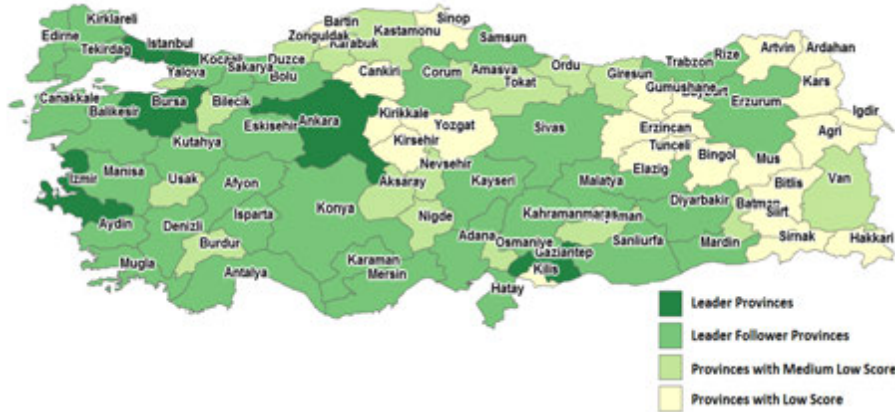 Kirklareli
Edirne
Tekirdag
Istanbul
Yalova
Kocaeli
Sakarya
Duzce
Bolu
Zonguldak
Bartin
Karabuk
Kastamonu
Sinop
Samsun
Cankiri
Corum
Amasya
Tokat
Ordu
Giresun
Gumushane
Trabzon
Rize
Artvin
Ardahan
Kars
Erzurum
Igdir
Agri
Canakkale
Balikesir
Bursa
Bilecik
Eskisehir
Ankara
Kirikkale
Yozgat
Kirsehir
Sivas
Erzincan
Tunceli
Bingol
Mus
Kutahya
Izmir
Manisa
Usak
Afyon
Aksaray
Nevsehir
Kayseri
Malatya
Elazig
Diyarbakir
Batman
Bitlis
Siirt
Van
Aydin
Denizli
Isparta
Konya
Nigde
Kahramanmaras
Adana
Osmaniye
Gaziantep
Sanliurfa
Mardin
Sirnak
Hakkari
Burdur
Mugla
Antalya
Karaman
Mersin
Kilis
Hatay
Leader Provinces
Leader Follower Provinces
Provinces with Medium Low Score
Provinces with Low Score